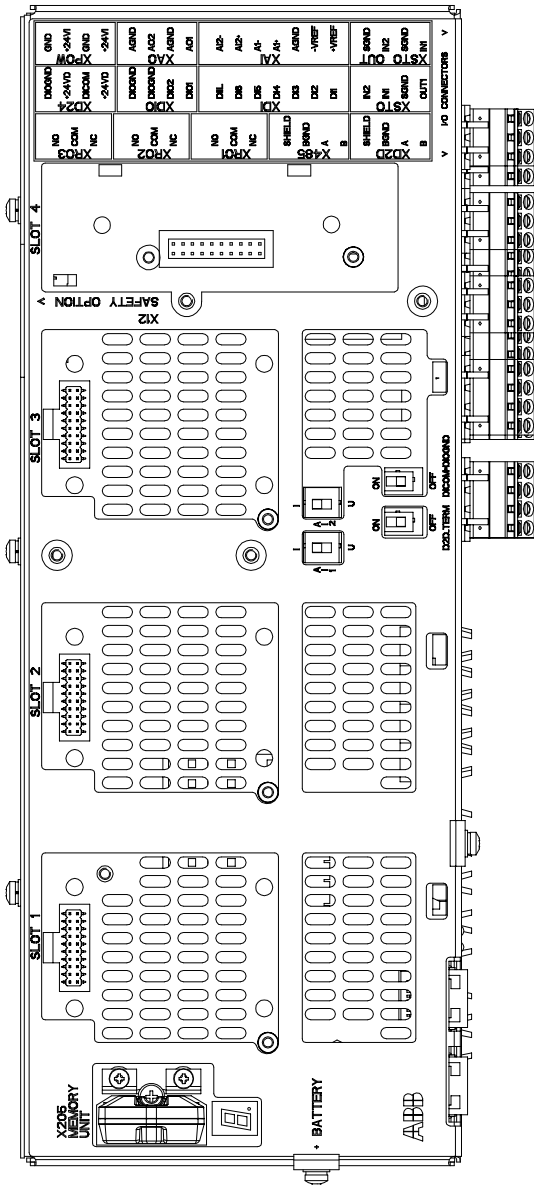 GND
+24VI
GND
+24VI
XPOW
AGND
AO2
AGND
AO1
XAO
AI2-
AI2+
A1-
A1+
AGND
-VREF
+VREF
XAI
SGND
IN2
SGND
IN1
XSTO OUT
DIOGND
+24VD
DICOM
+24VD
XD24
DIOGND
DIOGND
DIO2
DIO1
XDIO
DIIL
DI6
DI5
DI4
DI3
DI2
DI1
XDI
IN2
IN1
SGND
OUT1
XSTO
NO
COM
NC
XRO3
NO
COM
NC
XRO2
NO
COM
NC
XRO1
SHIELD
BGND
A
B
X485
SHIELD
BGND
A
B
XD2D
< I/O CONNECTORS <
SLOT 4
SAFETY OPTION >
X12
SLOT 3
I
AI2
U
I
AI1
U
ON
OFF
DICOM-DIOGND
ON
OFF
D2D.TERM
SLOT 2
SLOT 1
X205
MEMORY
UNIT
+ BATTERY
ABB